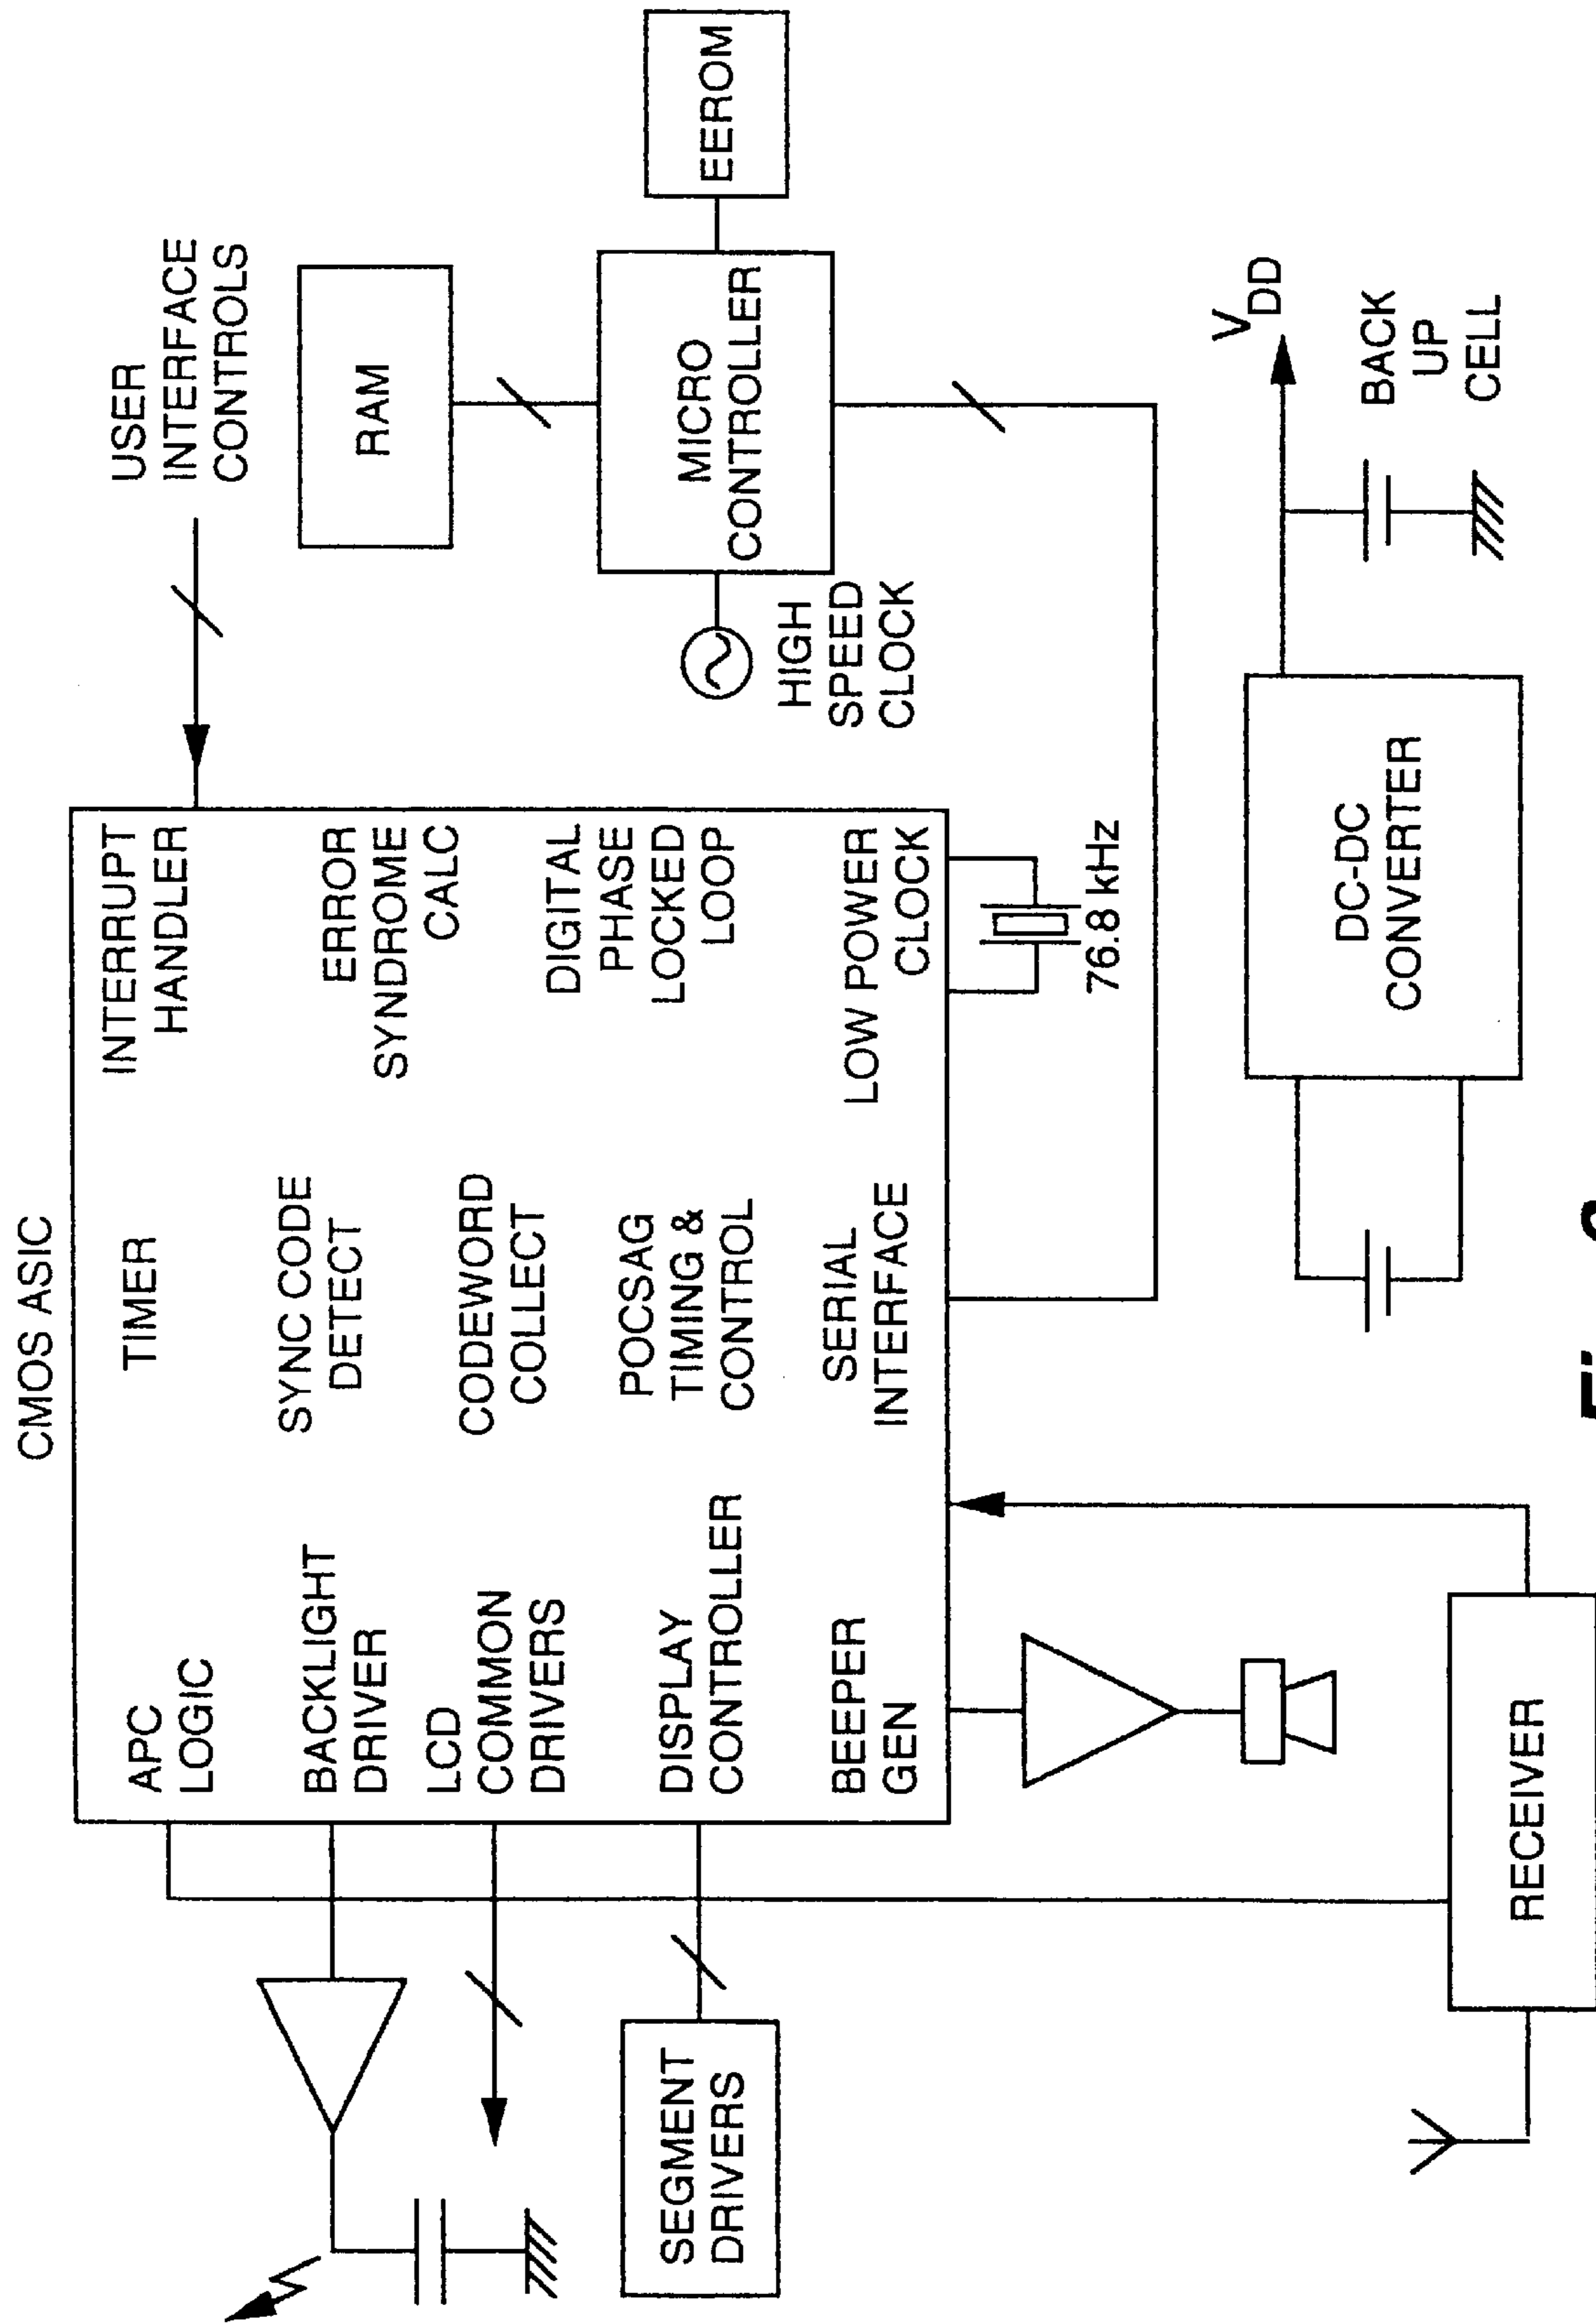 CMOS ASIC
APC
LOGIC
TIMER
INTERRUPT
HANDLER
USER
INTERFACE
CONTROLS
BACKLIGHT
DRIVER
SYNC CODE
DETECT
ERROR
SYNDROME
CALC
RAM
LCD
COMMON
DRIVERS
CODEWORD
COLLECT
DIGITAL
PHASE
LOCKED
LOOP
HIGH
SPEED
CLOCK
MICRO
CONTROLLER
EEROM
SEGMENT
DRIVERS
DISPLAY
CONTROLLER
POCSAG
TIMING &
CONTROL
BEEPER
GEN
SERIAL
INTERFACE
LOW POWER
CLOCK
76.8 kHz
RECEIVER
DC-DC
CONVERTER
VDD
BACK
UP
CELL